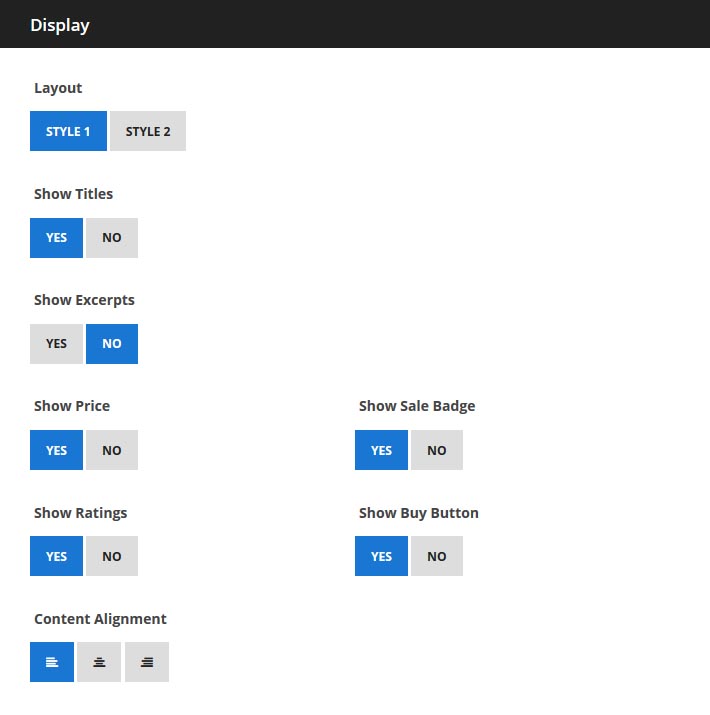 Display
Layout
STYLE 1 STYLE 2
Show Titles
YES NO
Show Excerpts
YES NO
Show Price Show Sale Badge
YES NO YES NO
Show Ratings Show Buy Button
YES NO YES NO
Content Alignment